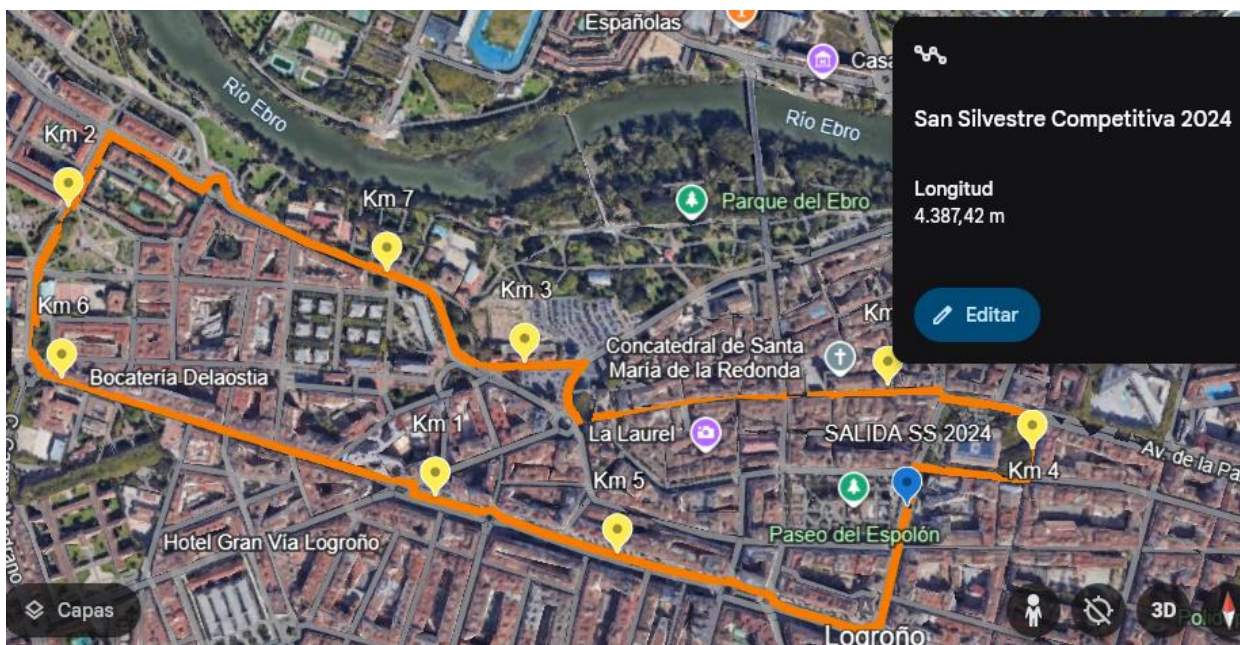 Españolas
Casa
San Silvestre Competitiva 2024
Longitud
4.387,42 m
Editar
Río Ebro
Río Ebro
Km 2
Km 7
Parque del Ebro
Km 6
Km 3
Km
Concatedral de Santa
María de la Redonda
Bocatería Delaostia
Km 1
La Laurel
SALIDA SS 2024
Km 4
Av. de la Pa
Km 5
Hotel Gran Vía Logroño
Paseo del Espolón
Capas
3D
Logroño